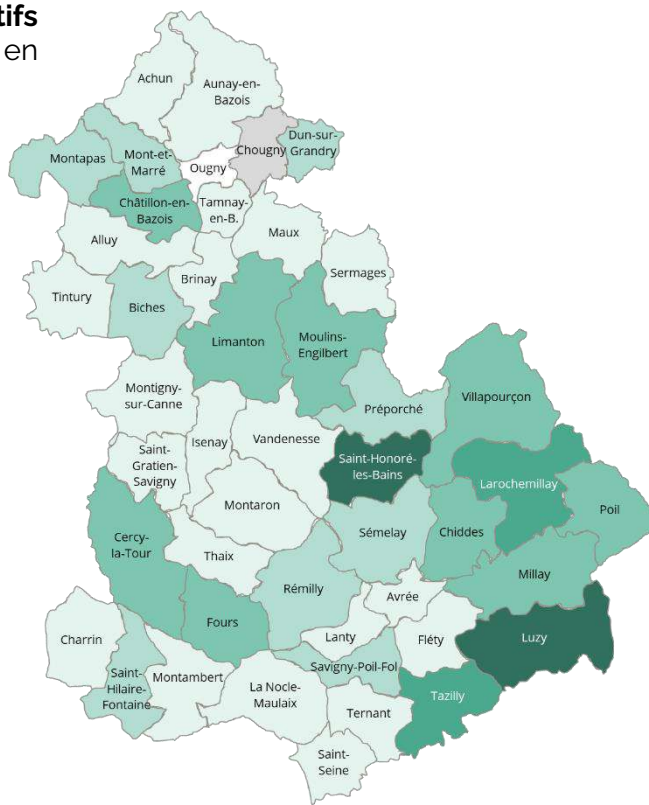 tifs
en
Achun
Aunay-en-
Bazois
Dun-sur-
Grandry
Chougny
Mont-et-
Marré
Montapas
Ougny
Châtillon-en-
Bazois
Tamnay-
en-B.
Alluy
Maux
Sermages
Brinay
Tintury
Biches
Limanton
Moulins-
Engilbert
Montigny-
sur-Canne
Préporché
Villapourçon
Isenay
Vandenesse
Saint-
Gratien-
Savigny
Saint-Honoré-
les-Bains
Larochemillay
Montaron
Poil
Cercy-
la-Tour
Thaix
Sémelay
Chiddes
Millay
Rémilly
Avrée
Fours
Charrin
Lanty
Fléty
Luzy
Saint-
Hilaire-
Fontaine
Montambert
Savigny-Poil-Fol
La Nocle-
Maulaix
Tazilly
Ternant
Saint-
Seine